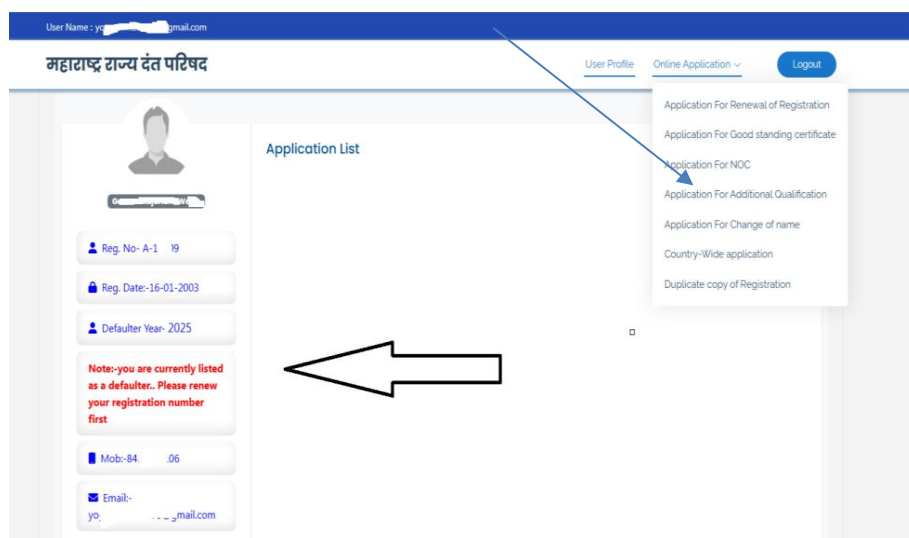 User Name : yo gmail.com
महाराष्ट्र राज्य दंत परिषद
User Profile
Online Application
Logout
Application For Renewal of Registration
Application For Good standing certificate
Application For NOC
Application For Additional Qualification
Application For Change of name
Country-Wide application
Duplicate copy of Registration
Application List
Reg. No- A-1 9
Reg. Date:-16-01-2003
Defaulter Year- 2025
Note:-you are currently listed
as a defaulter.. Please renew
your registration number
first
Mob:-84. .06
Email:-
yo gmail.com